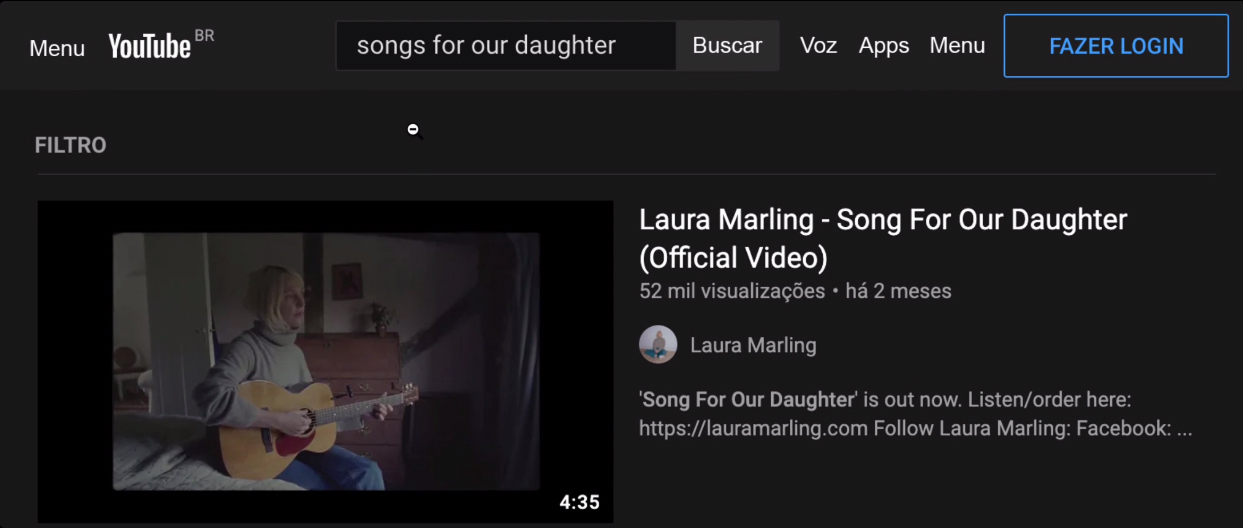 Menu YouTube BR songs for our daughter Buscar Voz Apps Menu FAZER LOGIN
FILTRO
Laura Marling - Song For Our Daughter
(Official Video)
52 mil visualizações • há 2 meses
Laura Marling
'Song For Our Daughter' is out now. Listen/order here:
https://lauramarling.com Follow Laura Marling: Facebook: ...
4:35